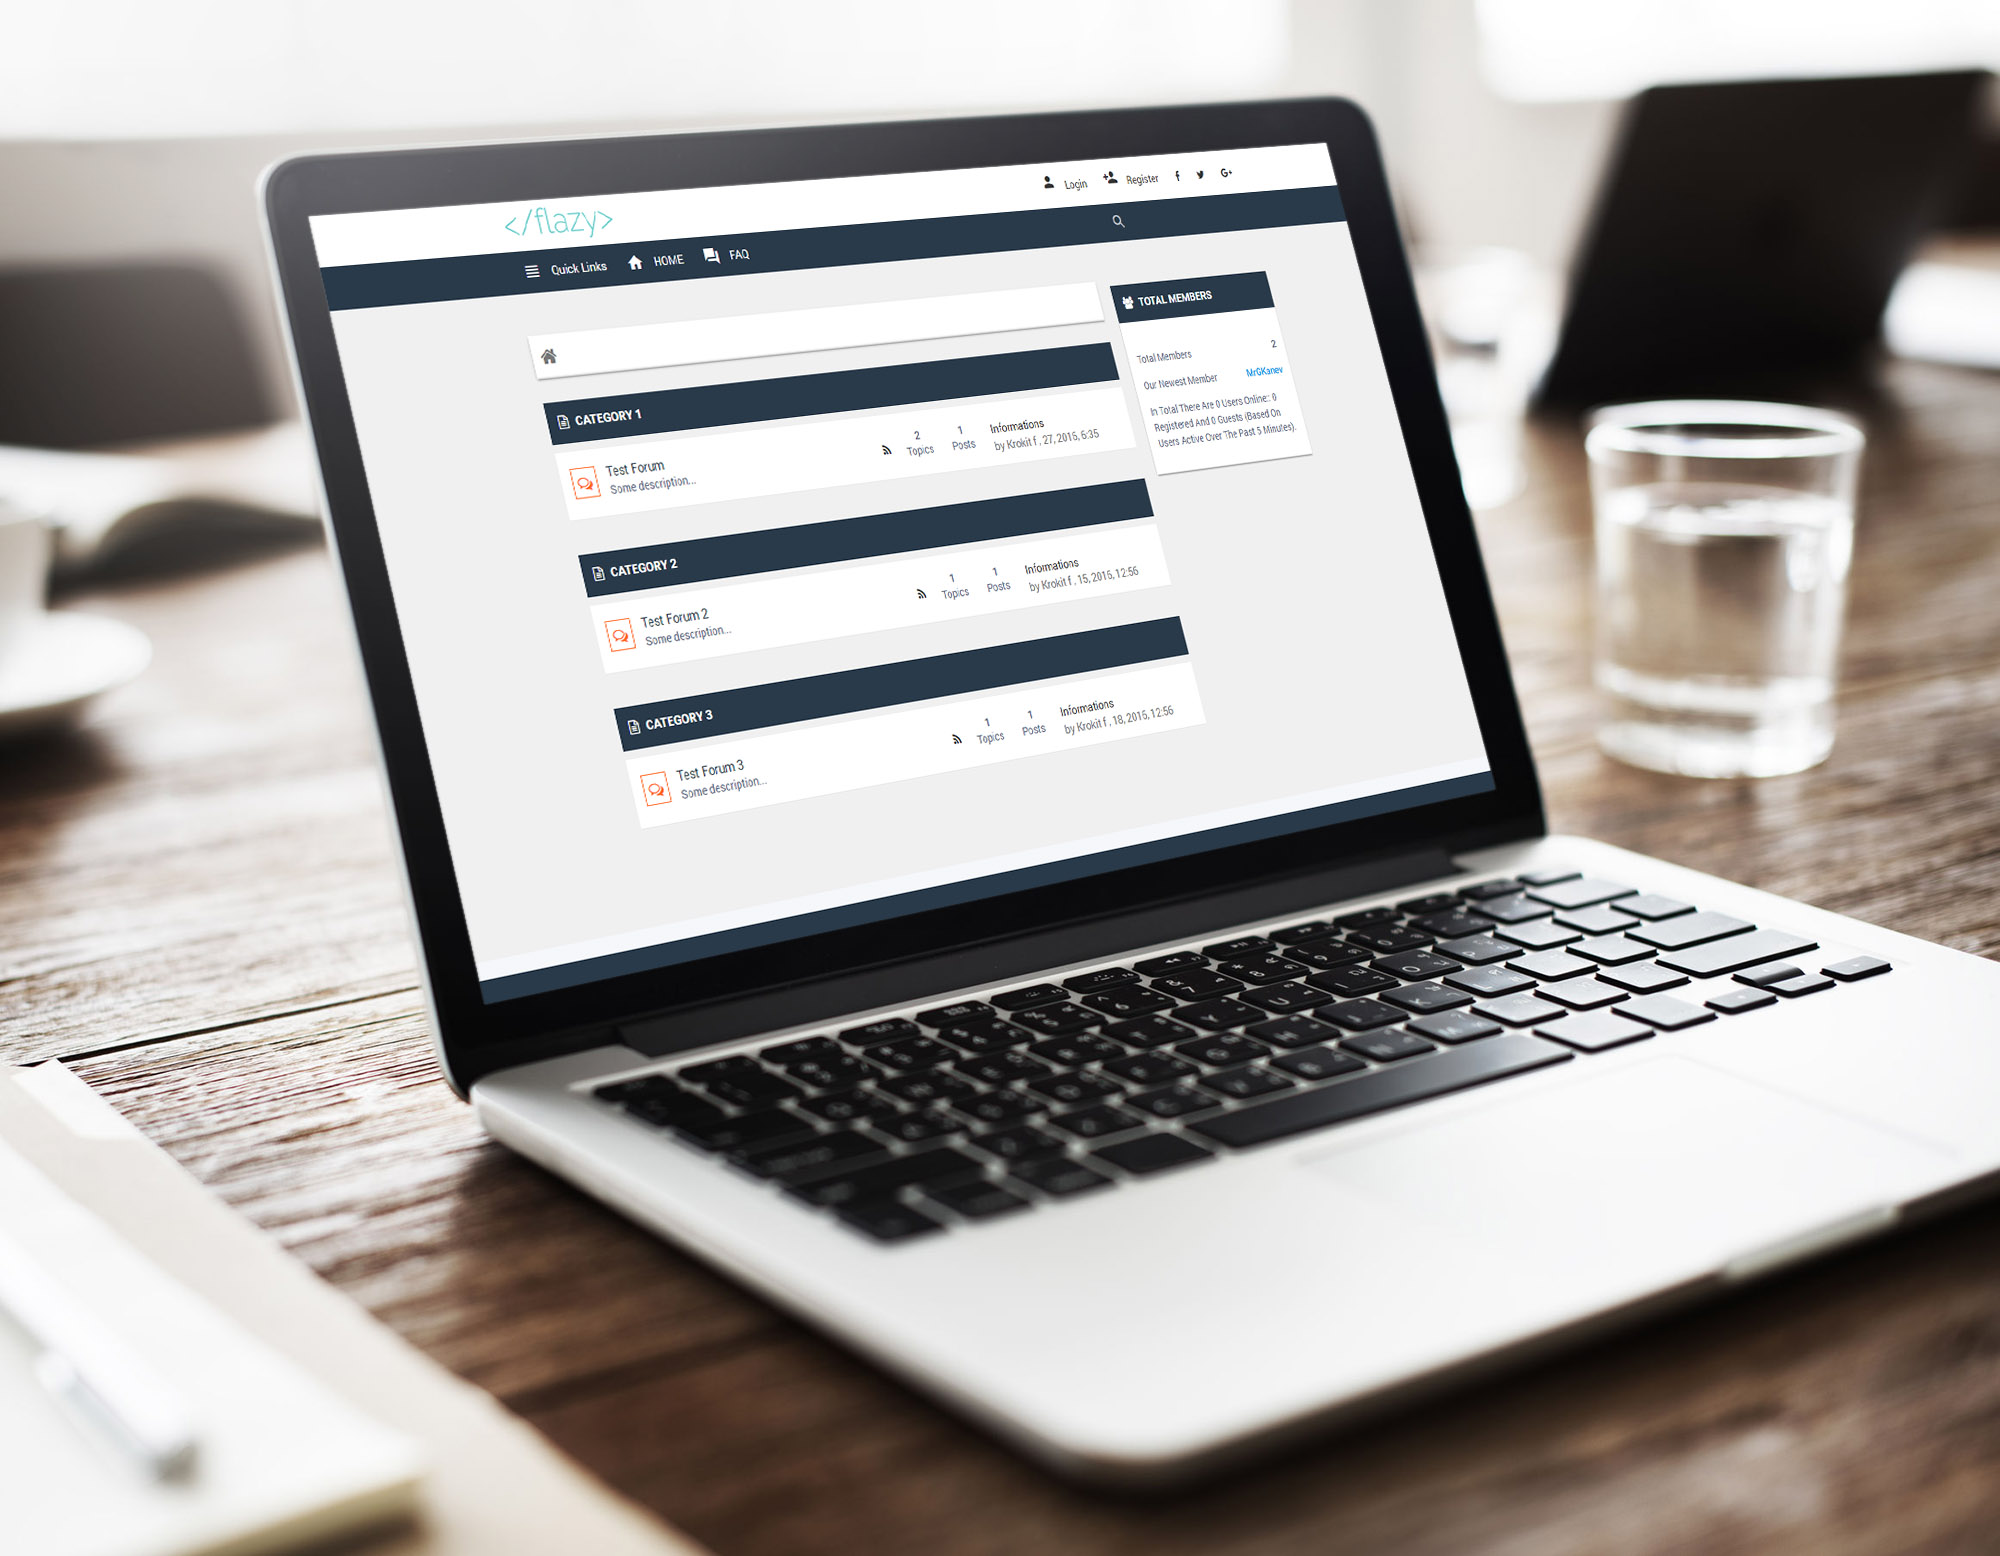 Login Register
</flazy>
Quick Links HOME FAQ
TOTAL MEMBERS
Total Members 2
Our Newest Member MrGKanev
In Total There Are 0 Users Online:: 0
Registered And 0 Guests (Based On
Users Active Over The Past 5 Minutes).
CATEGORY 1
Test Forum
Some description...
2 Topics
1 Posts
Informations
by Krokit f , 27, 2015, 6:35
CATEGORY 2
Test Forum 2
Some description...
1 Topics
1 Posts
Informations
by Krokit f , 15, 2015, 12:56
CATEGORY 3
Test Forum 3
Some description...
1 Topics
1 Posts
Informations
by Krokit f , 18, 2015, 12:56